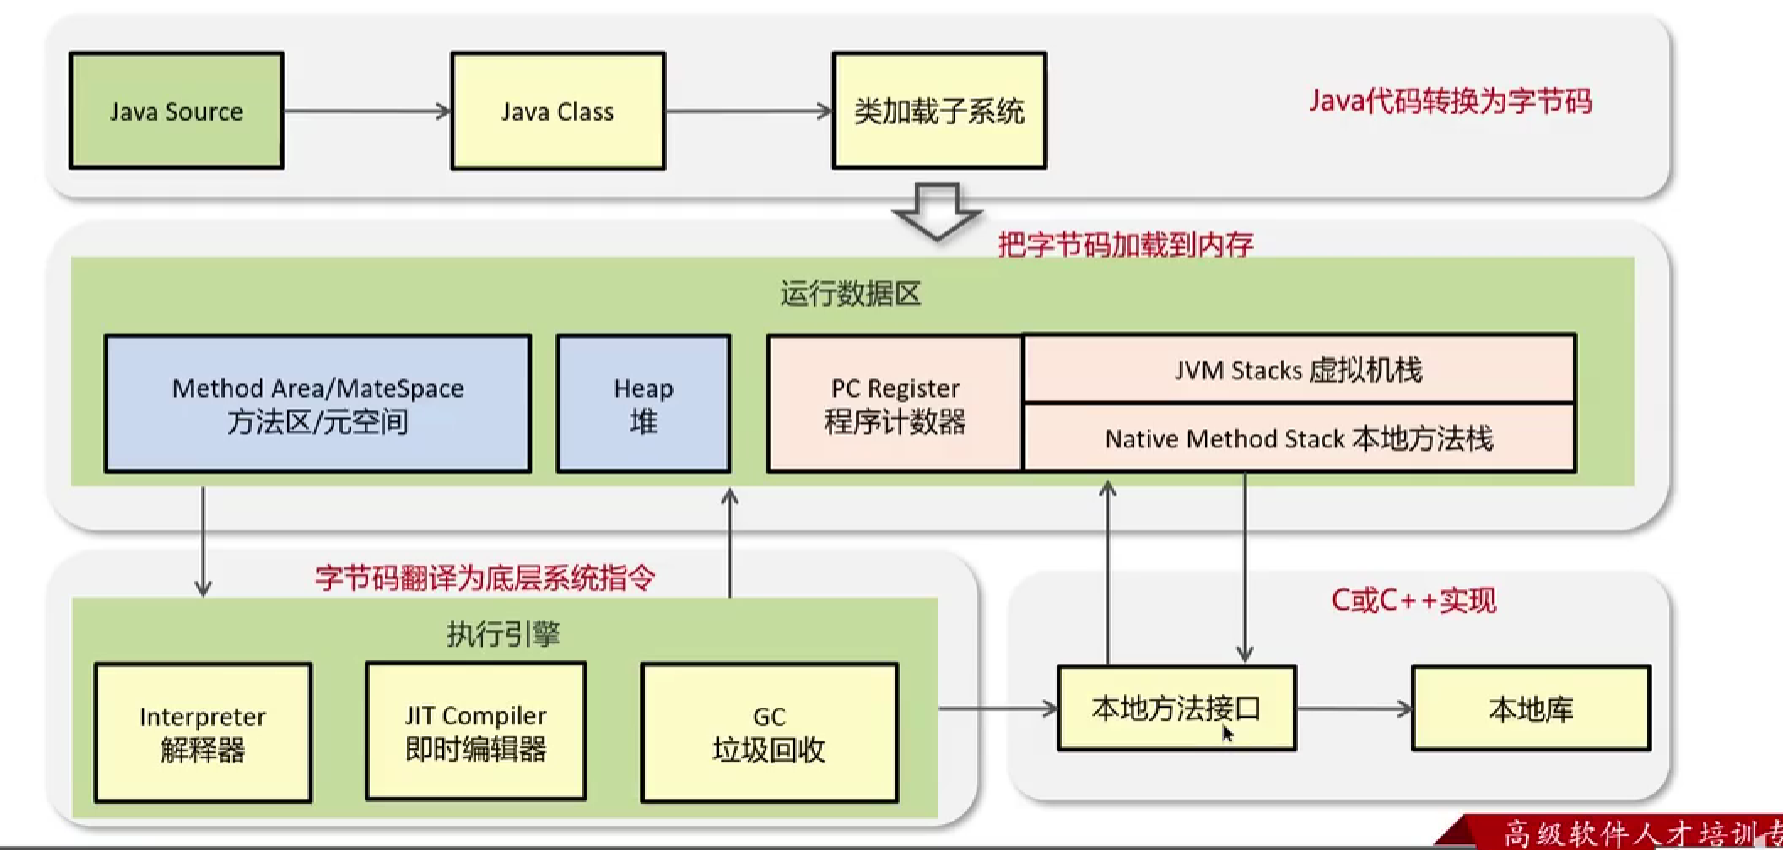 Java Source
Java Class
类加载子系统
Java代码转换为字节码
把字节码加载到内存
运行数据区
Method Area/MateSpace
方法区/元空间
Heap
堆
PC Register
程序计数器
JVM Stacks 虚拟机栈
Native Method Stack 本地方法栈
字节码翻译为底层系统指令
执行引擎
Interpreter
解释器
JIT Compiler
即时编辑器
GC
垃圾回收
C或C++实现
本地方法接口
本地库
高级软件人才培训专